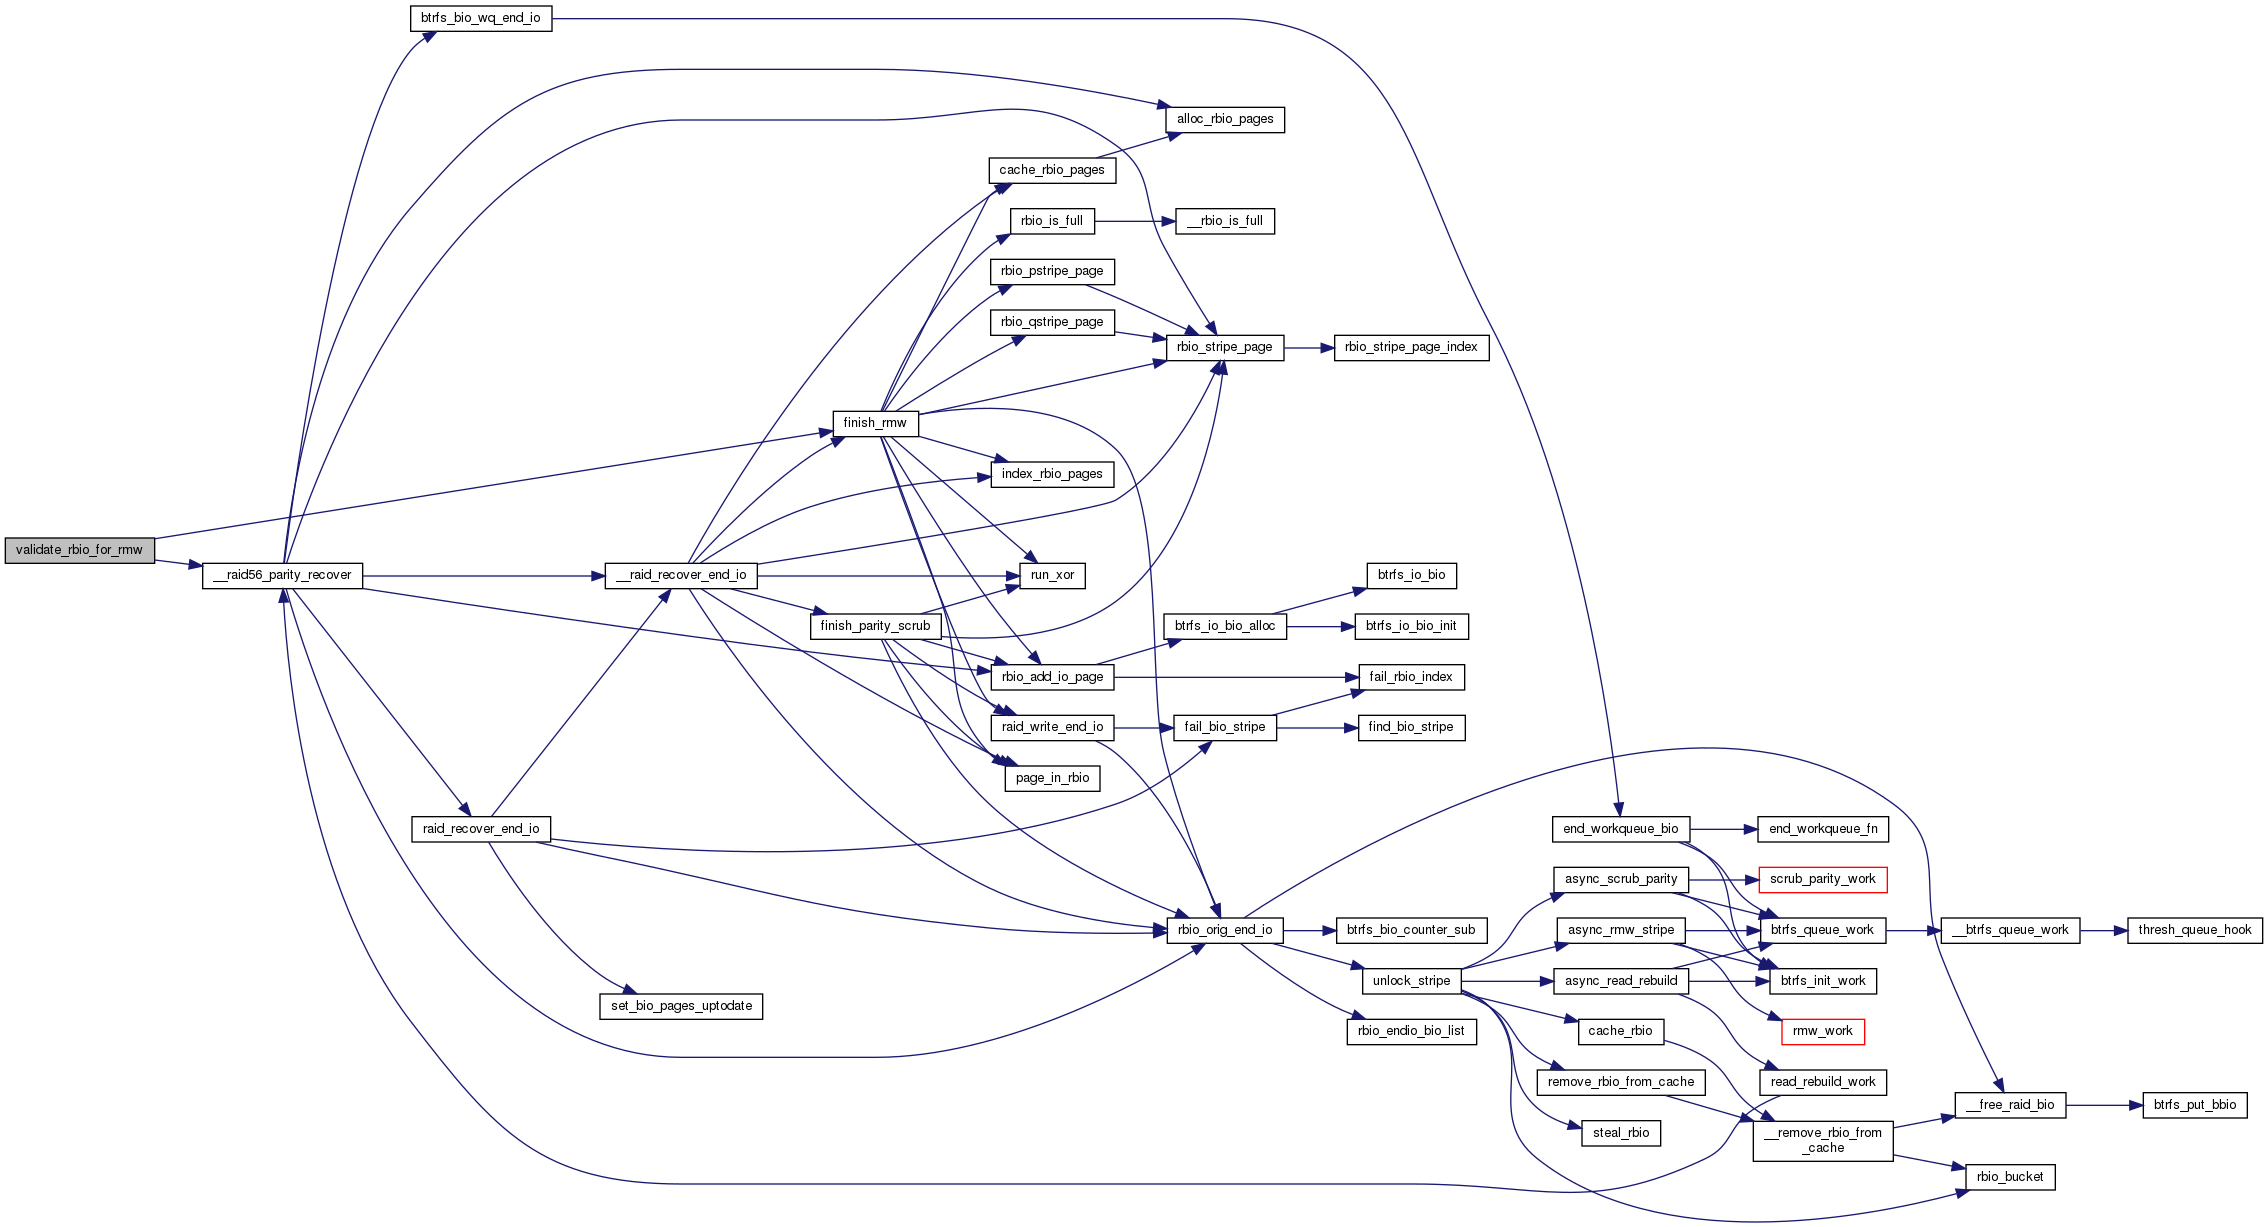 btrfs_bio_wq_end_io
alloc_rbio_pages
cache_rbio_pages
rbio_is_full
__rbio_is_full
rbio_pstripe_page
rbio_qstripe_page
rbio_stripe_page
rbio_stripe_page_index
finish_rmw
index_rbio_pages
validate_rbio_for_rmw
__raid56_parity_recover
__raid_recover_end_io
run_xor
btrfs_io_bio
finish_parity_scrub
btrfs_io_bio_alloc
btrfs_io_bio_init
rbio_add_io_page
fail_rbio_index
raid_write_end_io
fail_bio_stripe
find_bio_stripe
page_in_rbio
raid_recover_end_io
end_workqueue_bio
end_workqueue_fn
async_scrub_parity
scrub_parity_work
rbio_orig_end_io
btrfs_bio_counter_sub
async_rmw_stripe
btrfs_queue_work
__btrfs_queue_work
thresh_queue_hook
unlock_stripe
async_read_rebuild
btrfs_init_work
set_bio_pages_uptodate
rbio_endio_bio_list
cache_rbio
rmw_work
remove_rbio_from_cache
read_rebuild_work
__free_raid_bio
btrfs_put_bbio
steal_rbio
__remove_rbio_from
_cache
rbio_bucket